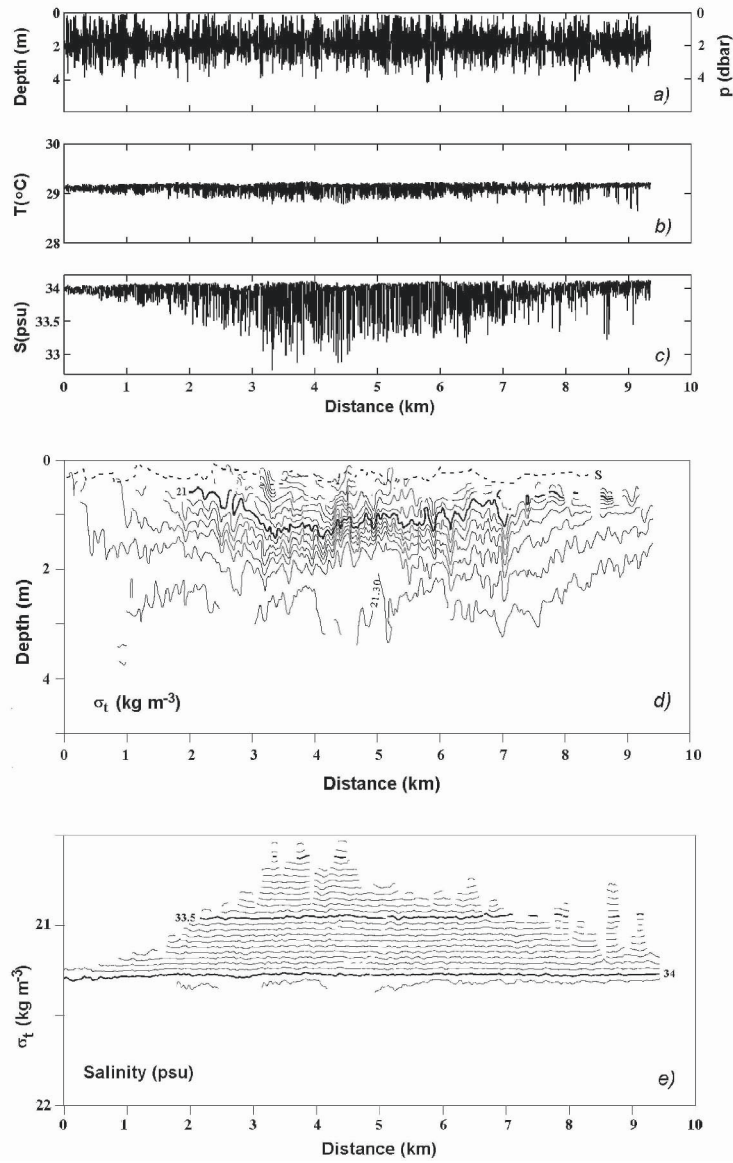 0
2
4
Depth (m)
0
2
4
p (dbar)
a)
30
29
28
T(°C)
b)
34
33.5
33
S(psu)
c)
0 1 2 3 4 5 6 7 8 9 10
Distance (km)
0
2
4
Depth (m)
21
S
21.30
σt (kg m-3)
d)
0 1 2 3 4 5 6 7 8 9 10
Distance (km)
21
22
σt (kg m-3)
33.5
34
Salinity (psu)
e)
0 1 2 3 4 5 6 7 8 9 10
Distance (km)